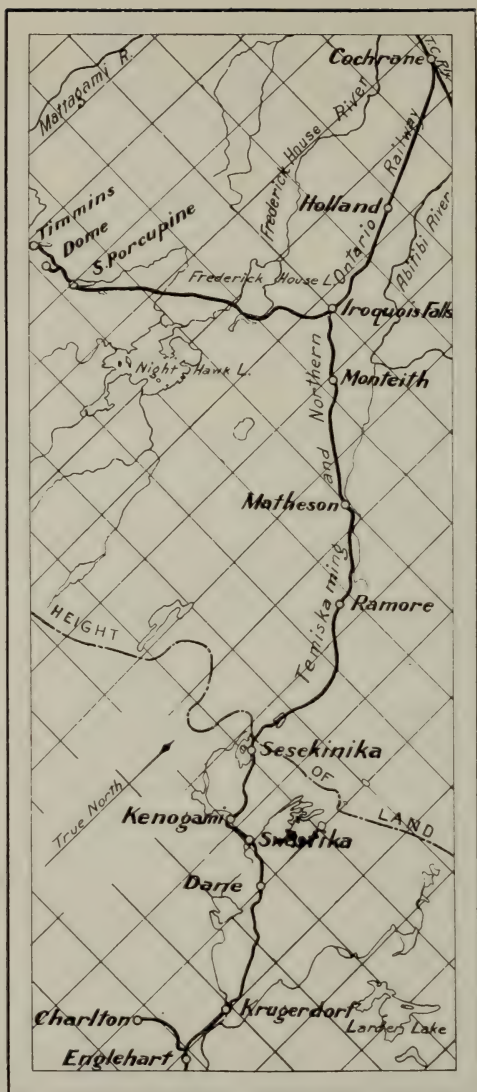 Cochrane
T.C. Rly.
Mattagami R.
Frederick House River
Railway
Holland
Abitibi River
Timmins
Dome
S. Porcupine
Frederick House L.
Ontario
Iroquois Falls
Night Hawk L.
Monteith
and Northern
Matheson
Temiskaming
Ramore
HEIGHT
Sesekinika
OF
LAND
True North
Kenogami
Swastika
Dane
Charlton
Krugerdorf
Larder Lake
Englehart